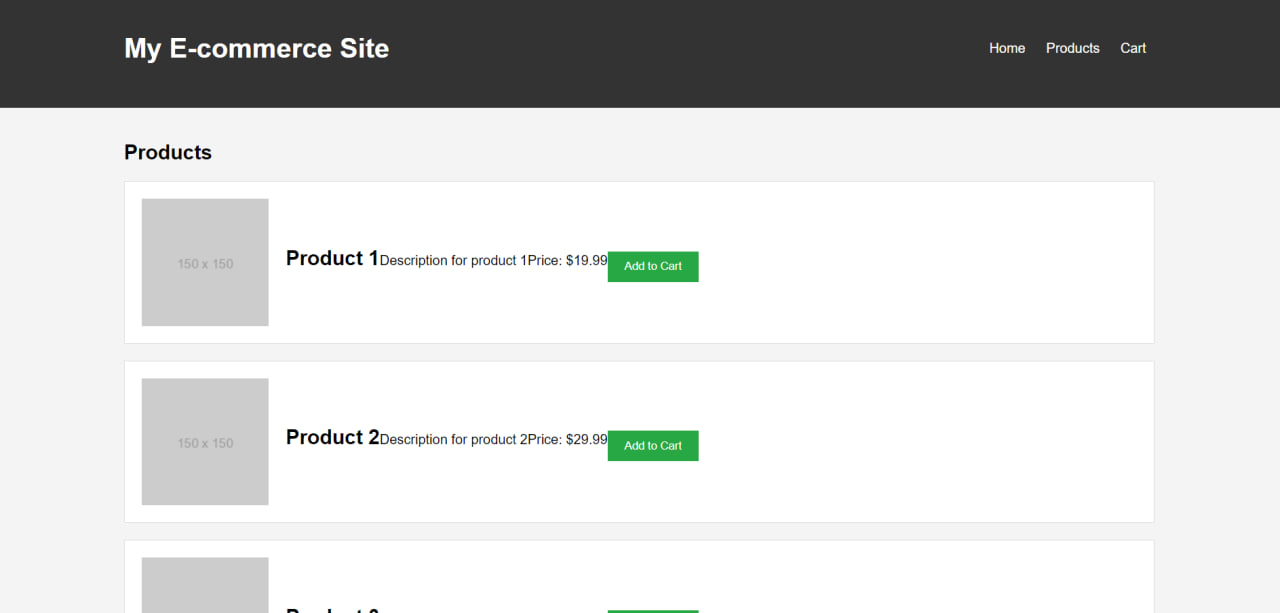 My E-commerce Site
Home Products Cart
Products
150 x 150
Product 1Description for product 1Price: $19.99 Add to Cart
150 x 150
Product 2Description for product 2Price: $29.99 Add to Cart